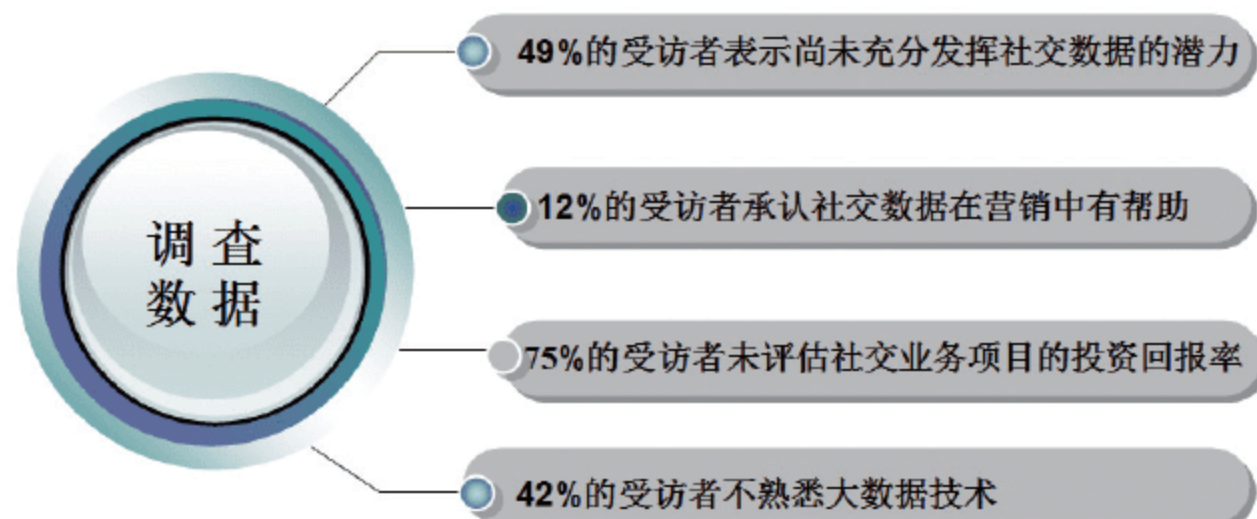 调查
数据
49%的受访者表示尚未充分发挥社交数据的潜力
12%的受访者承认社交数据在营销中有帮助
75%的受访者未评估社交业务项目的投资回报率
42%的受访者不熟悉大数据技术